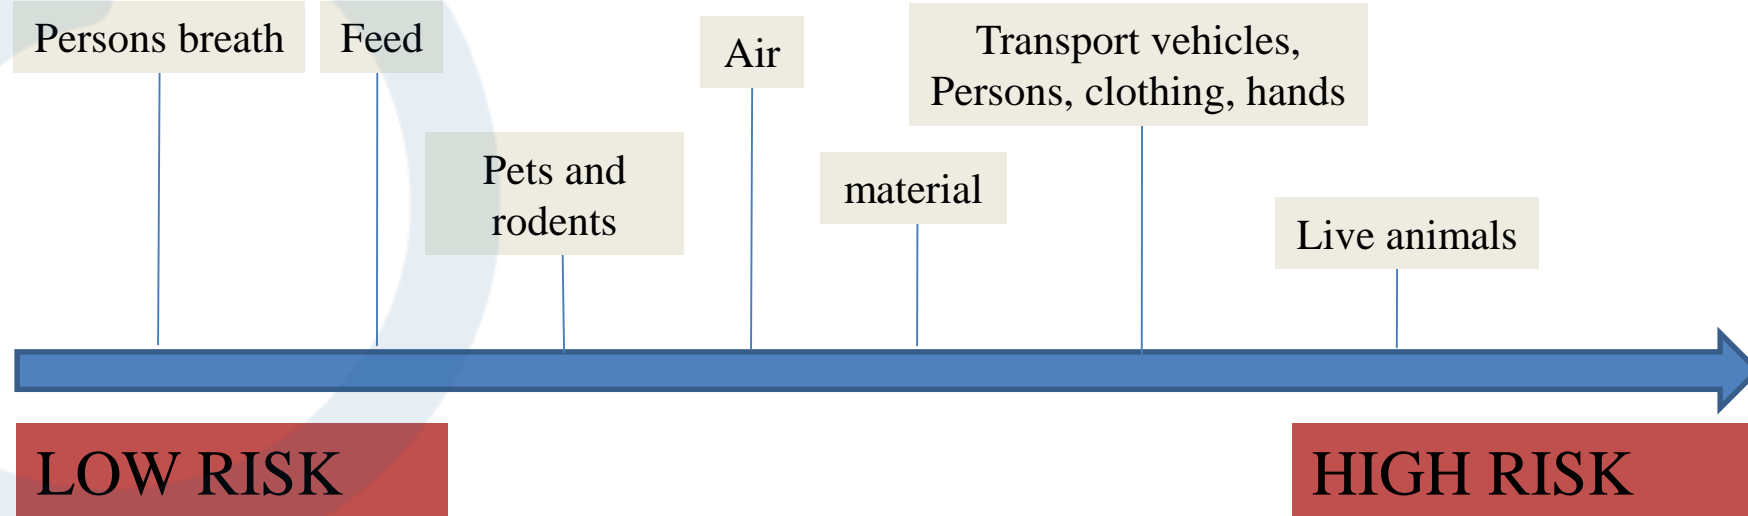 Persons breath
Feed
Pets and
rodents
Air
material
Transport vehicles,
Persons, clothing, hands
Live animals
LOW RISK
HIGH RISK